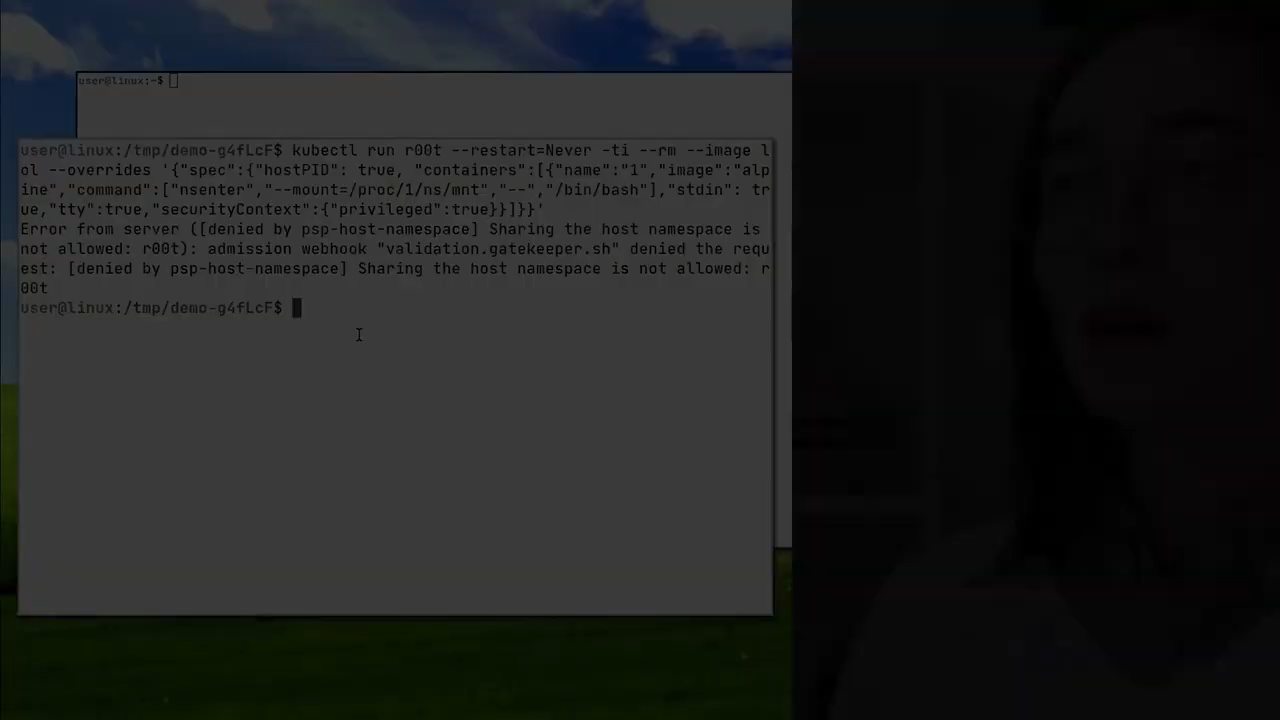 user@linux:~$
user@linux:/tmp/demo-g4fLcF$ kubectl run r00t --restart=Never -ti --rm --image l
ol --overrides '{"spec":{"hostPID": true, "containers":[{"name":"1","image":"alp
ine","command":["nsenter","--mount=/proc/1/ns/mnt","--","/bin/bash"],"stdin": tr
ue,"tty":true,"securityContext":{"privileged":true}}]}}'
Error from server ([denied by psp-host-namespace] Sharing the host namespace is
not allowed: r00t): admission webhook "validation.gatekeeper.sh" denied the requ
est: [denied by psp-host-namespace] Sharing the host namespace is not allowed: r
00t
user@linux:/tmp/demo-g4fLcF$